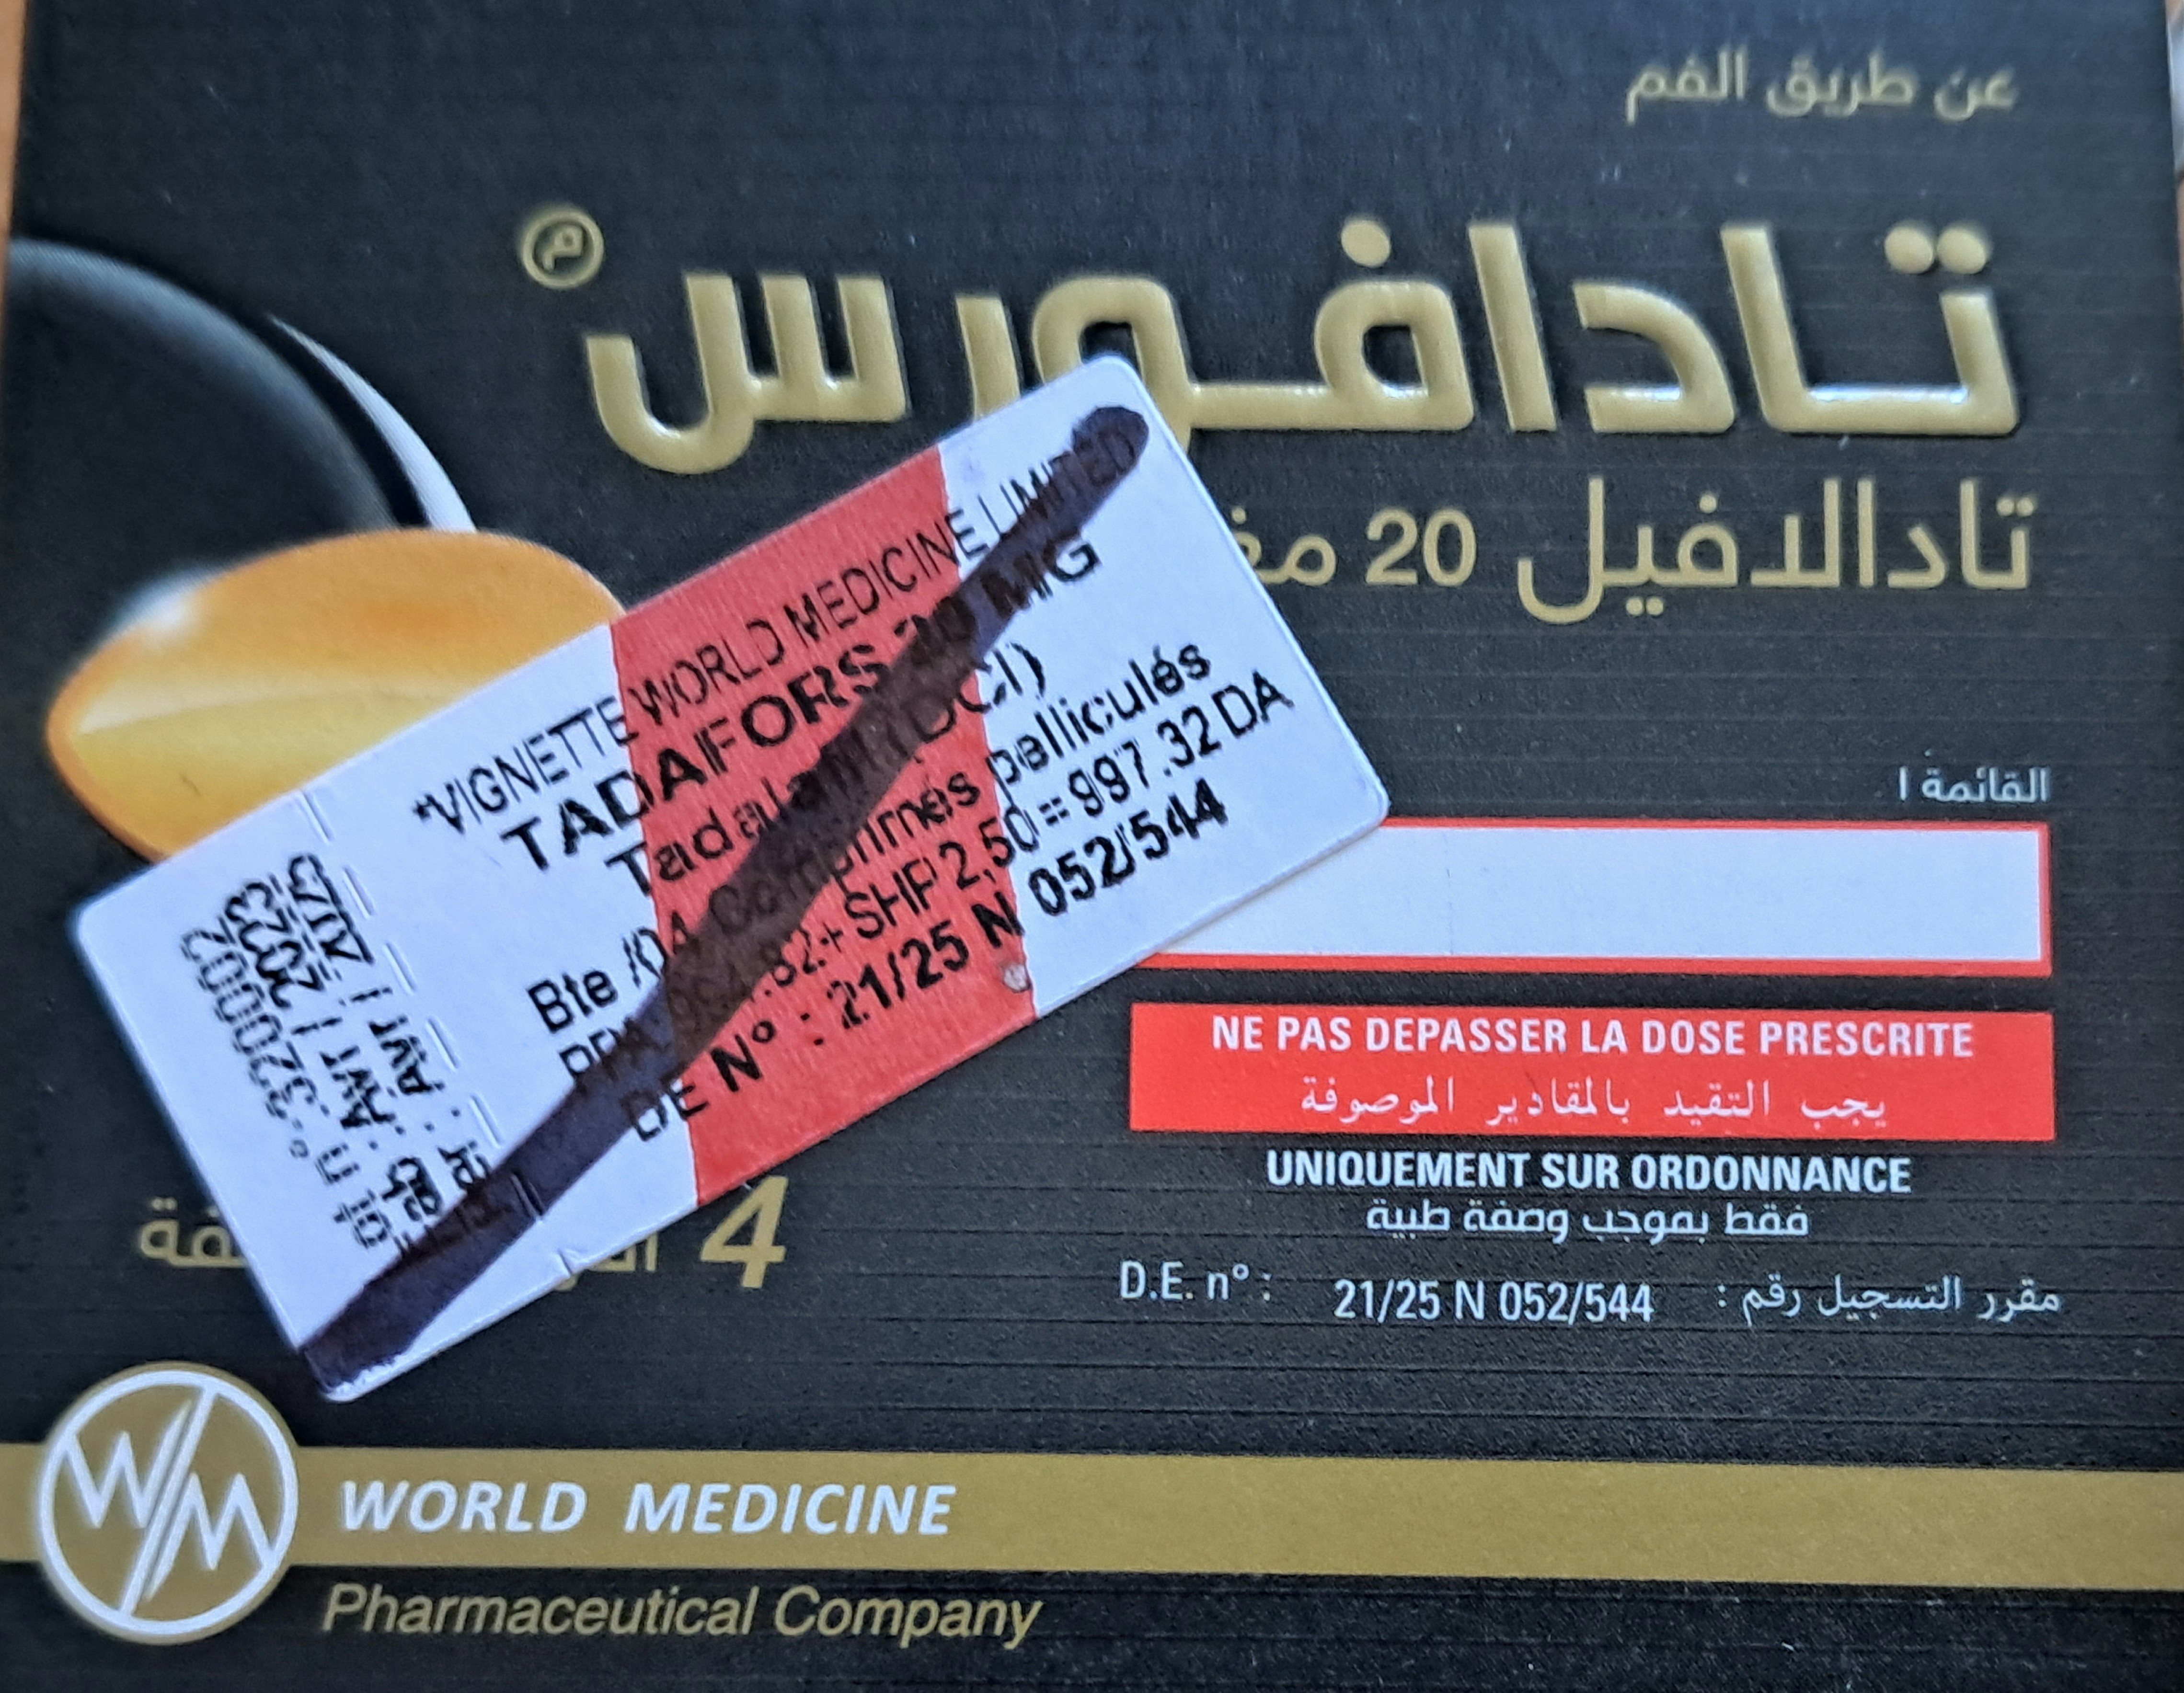 عن طريق الفم
تادافورس
م
تادالافيل 20
القائمة I
*VIGNETTE WORLD MEDICINE LIMITED
TADAFORS 20 MG
Tadalafil (DCI)
Bte /04 comprimés pelliculés
PPA SHP 2,50=997.32 DA
DE N° : 21/25 N 052/544
Lot n°: 3200002
Fab : AVR / 2023
Per : AVR / 2025
NE PAS DEPASSER LA DOSE PRESCRITE
يجب التقيد بالمقادير الموصوفة
UNIQUEMENT SUR ORDONNANCE
فقط بموجب وصفة طبية
D.E. n° : 21/25 N 052/544 مقرر التسجيل رقم :
4
WM
WORLD MEDICINE
Pharmaceutical Company